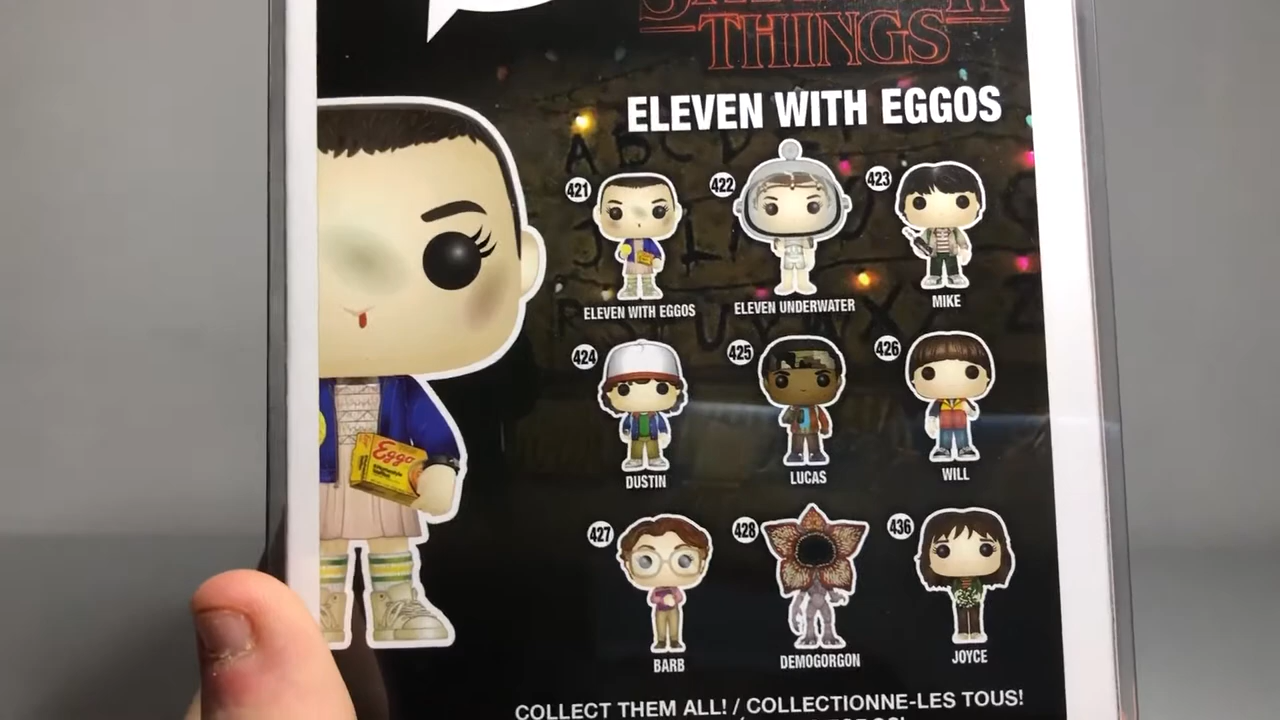 THINGS
ELEVEN WITH EGGOS
421
422
423
ELEVEN WITH EGGOS
ELEVEN UNDERWATER
MIKE
424
425
426
DUSTIN
LUCAS
WILL
Eggo
427
428
436
BARB
DEMOGORGON
JOYCE
COLLECT THEM ALL! / COLLECTIONNE-LES TOUS!